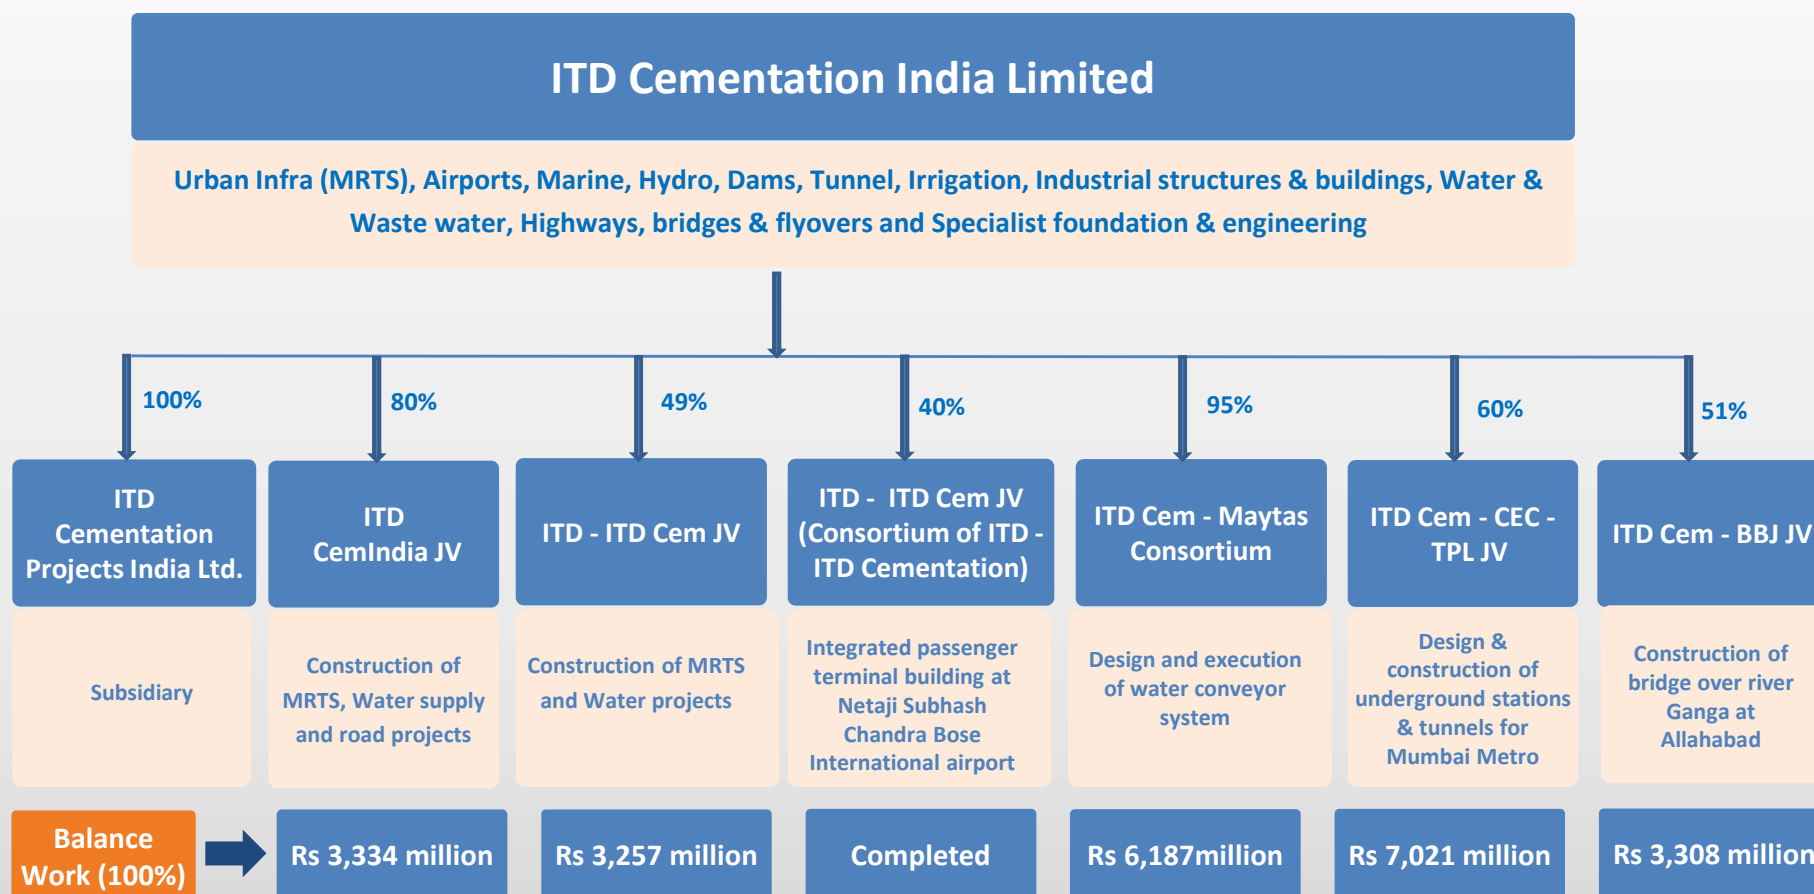 ITD Cementation India Limited
Urban Infra (MRTS), Airports, Marine, Hydro, Dams, Tunnel, Irrigation, Industrial structures & buildings, Water &
Waste water, Highways, bridges & flyovers and Specialist foundation & engineering
100%
80%
49%
40%
95%
60%
51%
ITD
Cementation
Projects India Ltd.
ITD
CemIndia JV
ITD - ITD Cem JV
ITD - ITD Cem JV
(Consortium of ITD -
ITD Cementation)
ITD Cem - Maytas
Consortium
ITD Cem - CEC -
TPL JV
ITD Cem - BBJ JV
Subsidiary
Construction of
MRTS, Water supply
and road projects
Construction of MRTS
and Water projects
Integrated passenger
terminal building at
Netaji Subhash
Chandra Bose
International airport
Design and execution
of water conveyor
system
Design &
construction of
underground stations
& tunnels for
Mumbai Metro
Construction of
bridge over river
Ganga at
Allahabad
Balance
Work (100%)
Rs 3,334 million
Rs 3,257 million
Completed
Rs 6,187million
Rs 7,021 million
Rs 3,308 million